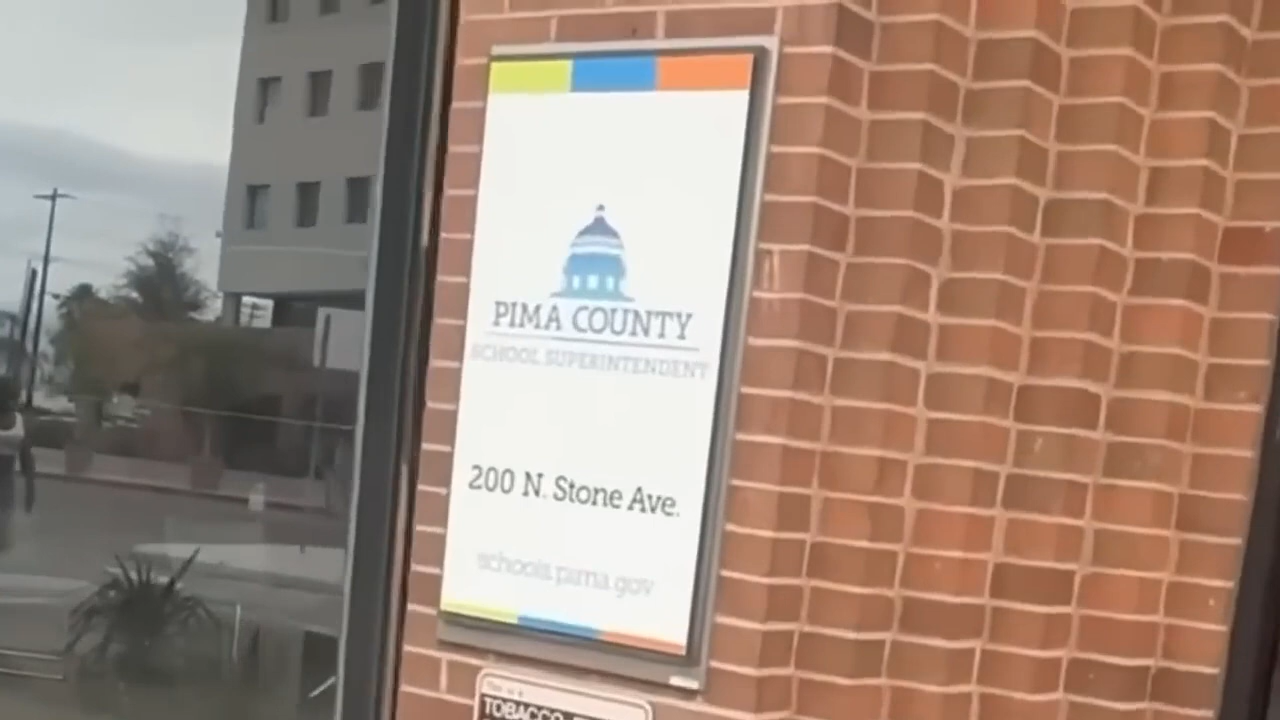 PIMA COUNTY
SCHOOL SUPERINTENDENT
200 N. Stone Ave.
schools.pima.gov
TOBACCO